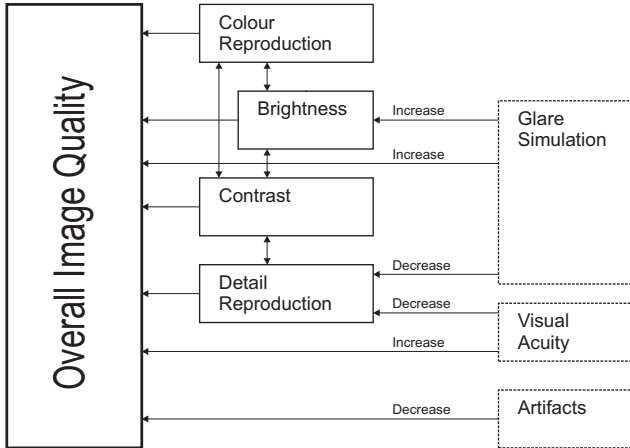 Overall Image Quality
Colour
Reproduction
Brightness
Contrast
Detail
Reproduction
Increase
Increase
Decrease
Decrease
Increase
Decrease
Glare
Simulation
Visual
Acuity
Artifacts